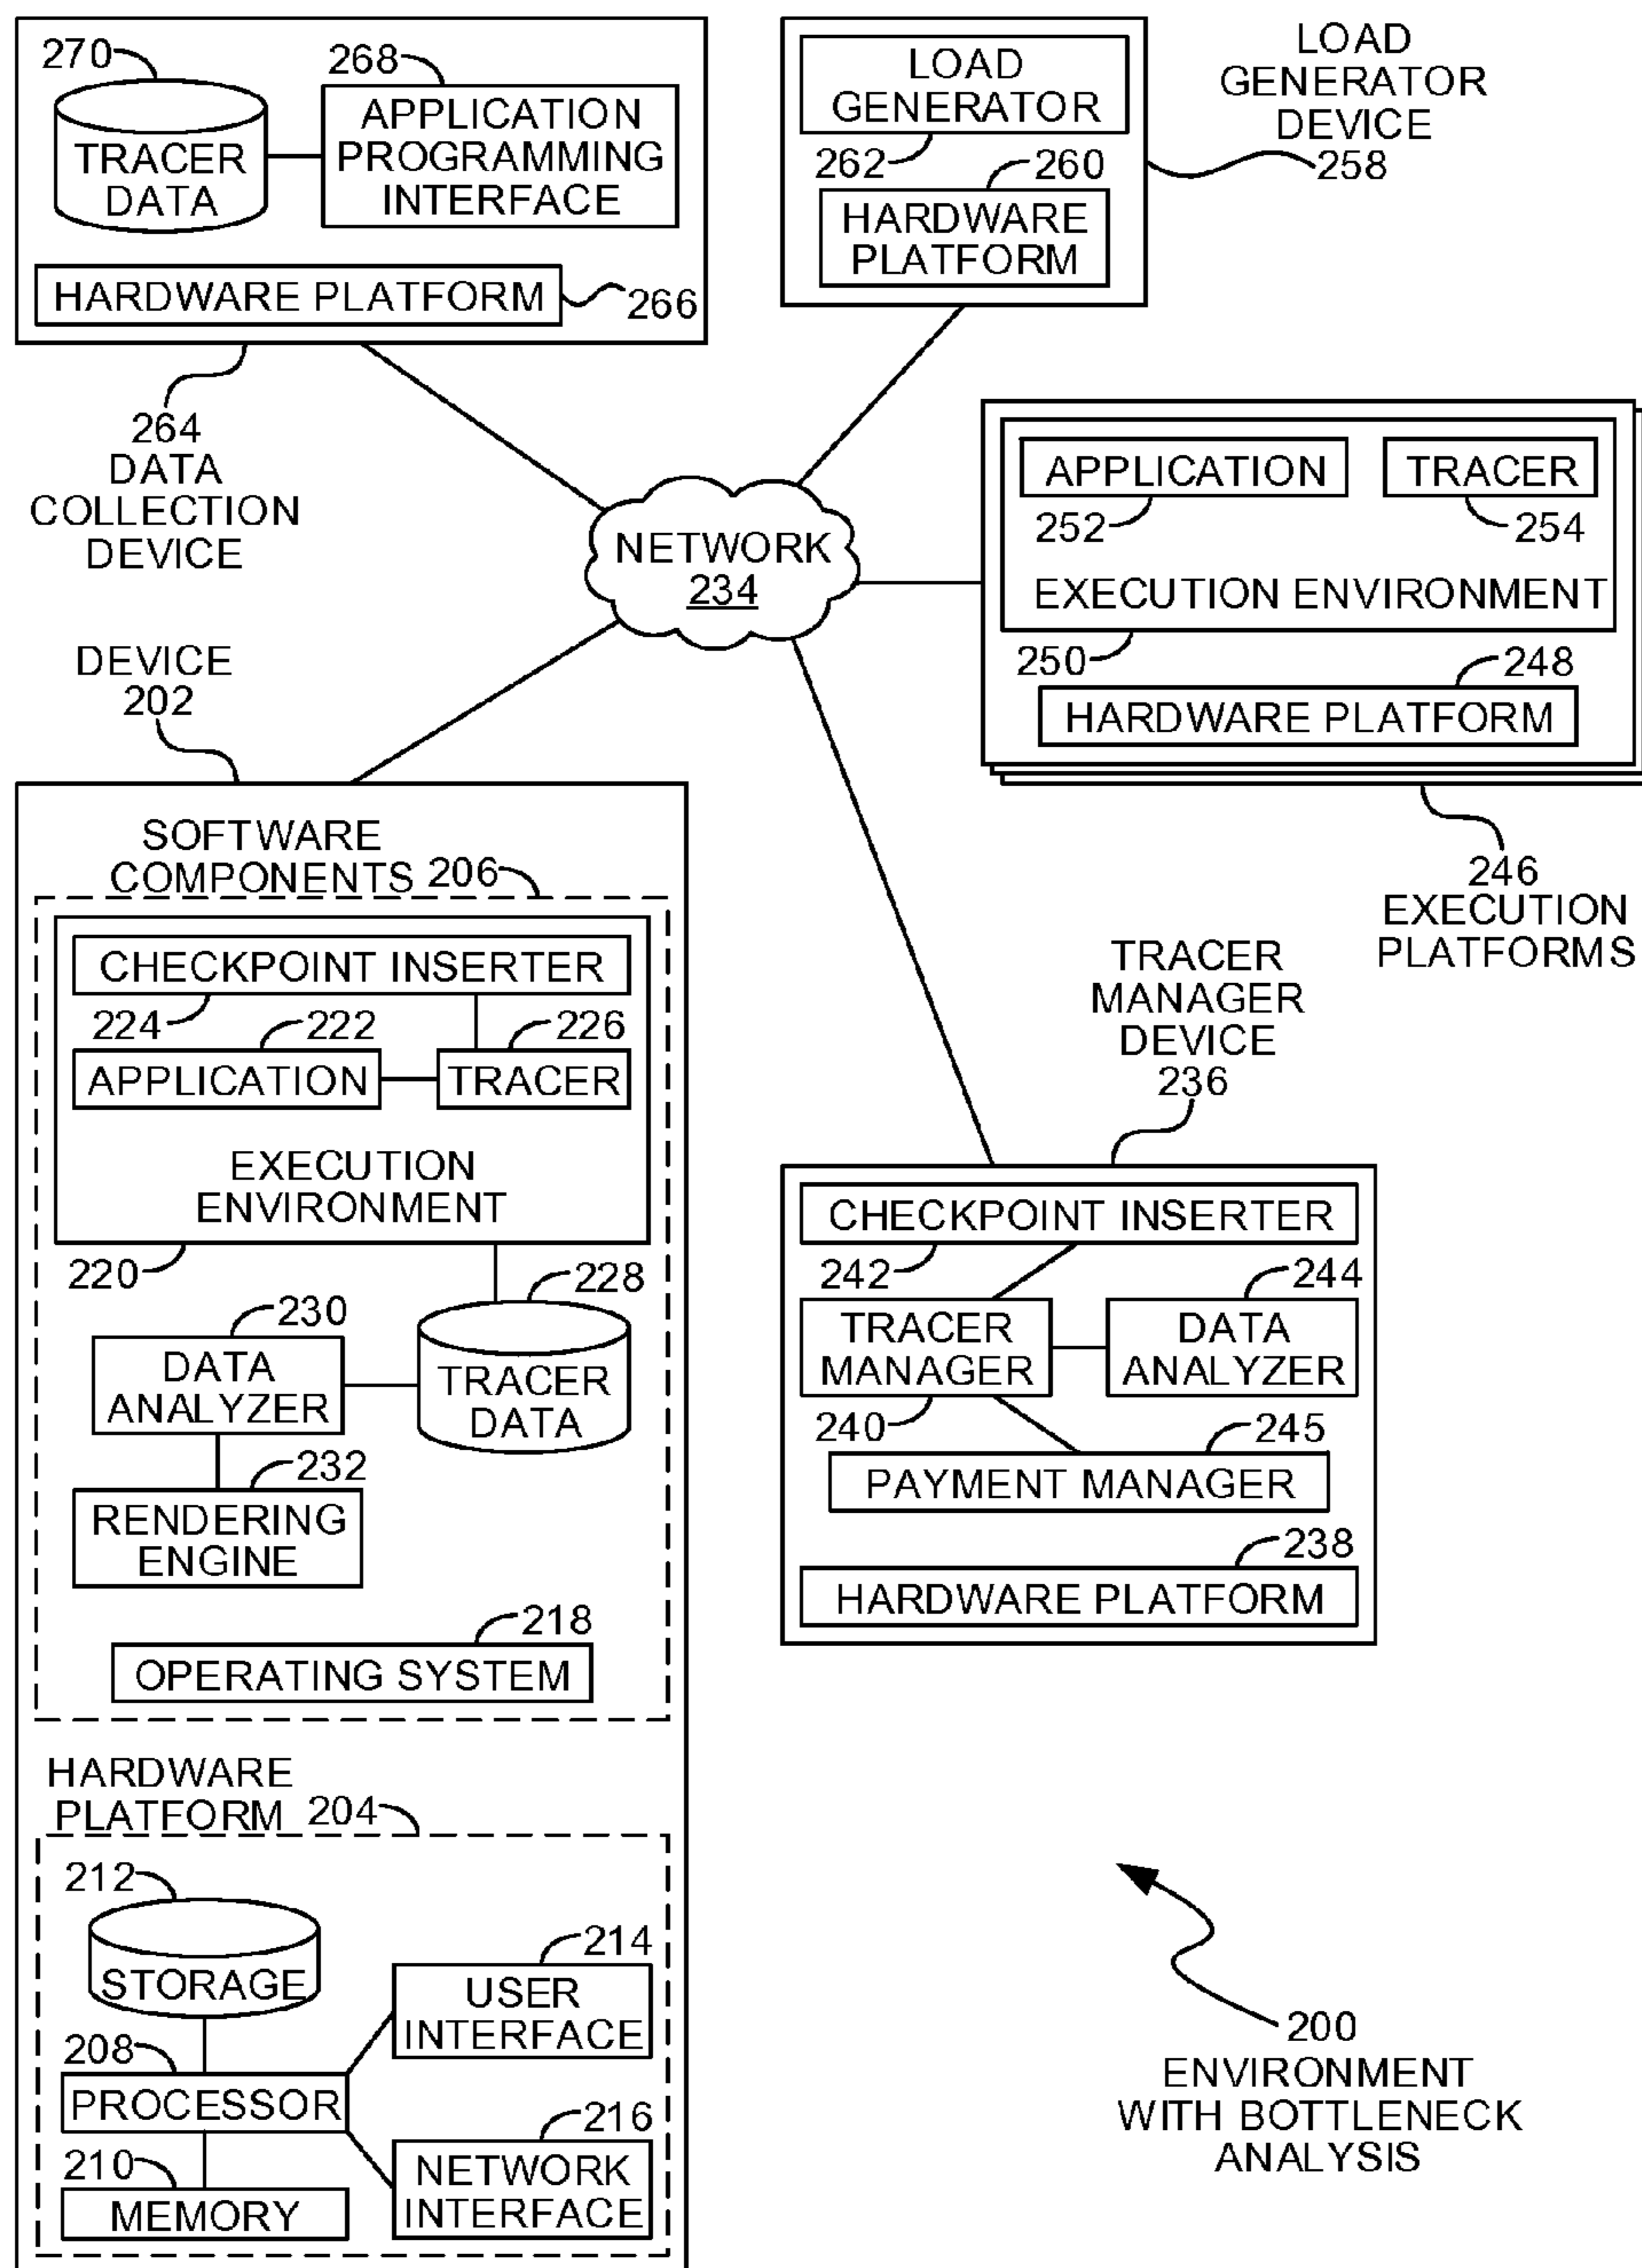 270
TRACER
DATA
268
APPLICATION
PROGRAMMING
INTERFACE
HARDWARE PLATFORM
266
264
DATA
COLLECTION
DEVICE
LOAD
GENERATOR
262
260
HARDWARE
PLATFORM
LOAD
GENERATOR
DEVICE
258
NETWORK
234
APPLICATION
252
TRACER
254
EXECUTION ENVIRONMENT
250
248
HARDWARE PLATFORM
246
EXECUTION
PLATFORMS
DEVICE
202
SOFTWARE
COMPONENTS 206
CHECKPOINT INSERTER
224
222
226
APPLICATION
TRACER
EXECUTION
ENVIRONMENT
220
228
230
DATA
ANALYZER
TRACER
DATA
232
RENDERING
ENGINE
218
OPERATING SYSTEM
HARDWARE
PLATFORM 204
212
STORAGE
214
USER
INTERFACE
208
PROCESSOR
216
NETWORK
INTERFACE
210
MEMORY
TRACER
MANAGER
DEVICE
236
CHECKPOINT INSERTER
242
244
TRACER
MANAGER
DATA
ANALYZER
240
245
PAYMENT MANAGER
238
HARDWARE PLATFORM
200
ENVIRONMENT
WITH BOTTLENECK
ANALYSIS